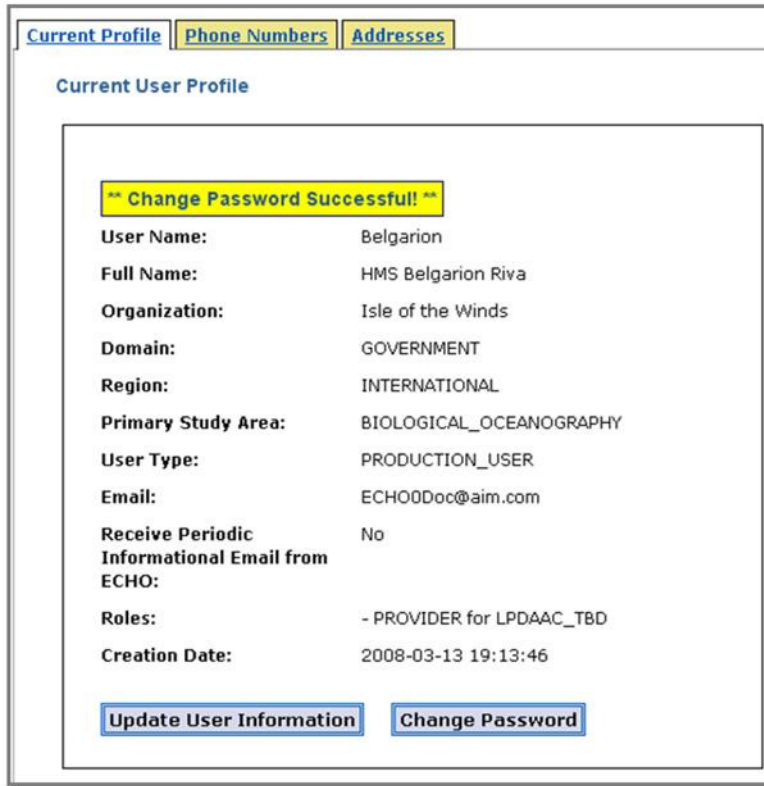 Current Profile Phone Numbers Addresses
Current User Profile
** Change Password Successful! **
User Name: Belgarion
Full Name: HMS Belgarion Riva
Organization: Isle of the Winds
Domain: GOVERNMENT
Region: INTERNATIONAL
Primary Study Area: BIOLOGICAL_OCEANOGRAPHY
User Type: PRODUCTION_USER
Email: ECHO0Doc@aim.com
Receive Periodic No
Informational Email from
ECHO:
Roles: - PROVIDER for LPDAAC_TBD
Creation Date: 2008-03-13 19:13:46
Update User Information Change Password